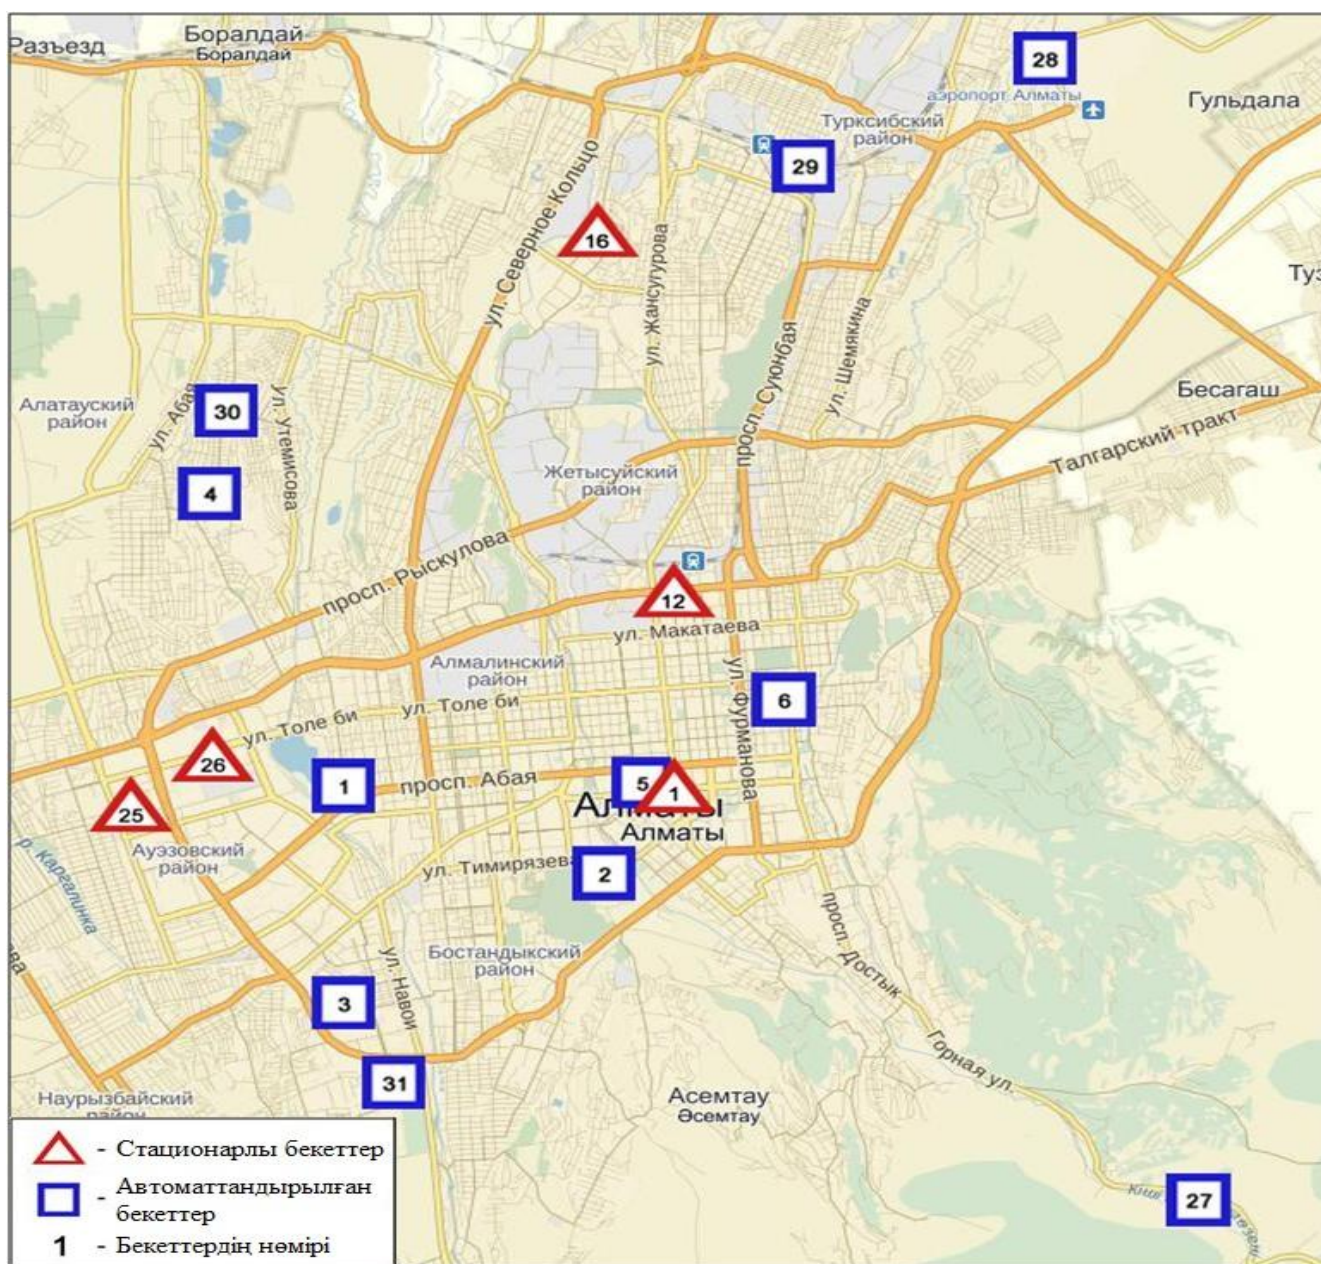 Разъезд
Боралдай
Боралдай
28
аэропорт Алматы
Гульдала
Турксибский
район
29
ул. Северное Кольцо
16
ул. Жансугурова
просп. Суюнбая
ул. Шемякина
Бесагаш
Алатауский
район
ул. Абая
30
ул. Утемисова
4
Талгарский тракт
Жетысуйский
район
просп. Рыскулова
12
ул. Макатаева
Алмалинский
район
ул. Толе би
ул. Толе би
ул. Фурманова
6
26
1
просп. Абая
5
1
25
Алматы
Алматы
Ауэзовский
район
р. Каргалинка
ул. Тимирязева
2
просп. Достык
Бостандыкский
район
ул. Навои
3
31
Горная ул.
Асемтау
Әсемтау
Наурызбайский
район
27
- Стационарлы бекеттер
- Автоматтандырылған
бекеттер
1 - Бекеттердің нөмірі